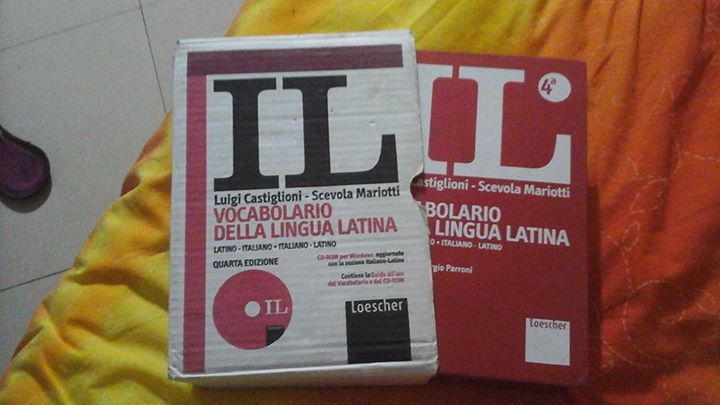 IL
Luigi Castiglioni - Scevola Mariotti
VOCABOLARIO
DELLA LINGUA LATINA
LATINO - ITALIANO • ITALIANO - LATINO
QUARTA EDIZIONE
CD-ROM per Windows aggiornato
con la sezione Italiano-Latino
Contiene la Guida all'uso
del Vocabolario e del CD-ROM
IL
Loescher
IL
4a
Castiglioni - Scevola Mariotti
ABOLARIO
LINGUA LATINA
O • ITALIANO - LATINO
rgio Parroni
Loescher